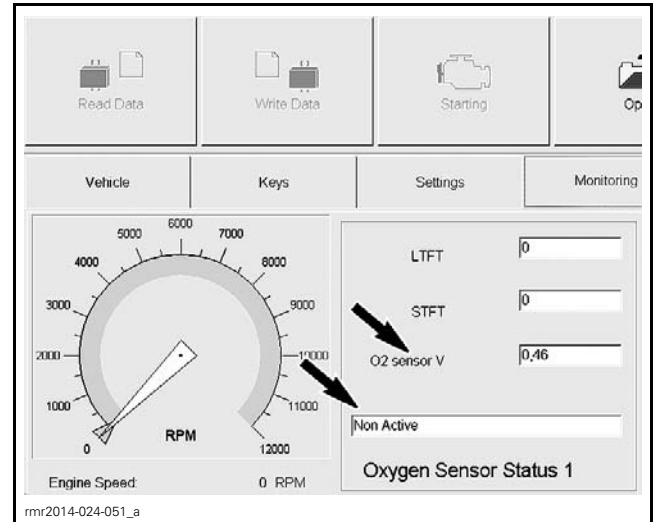 Read Data
Write Data
Starting
Op
Vehicle
Keys
Settings
Monitoring
0
1000
2000
3000
4000
5000
6000
7000
8000
9000
10000
11000
12000
RPM
Engine Speed:
0 RPM
LTFT
0
STFT
0
O2 sensor V
0,46
Non Active
Oxygen Sensor Status 1
rmr2014-024-051_a